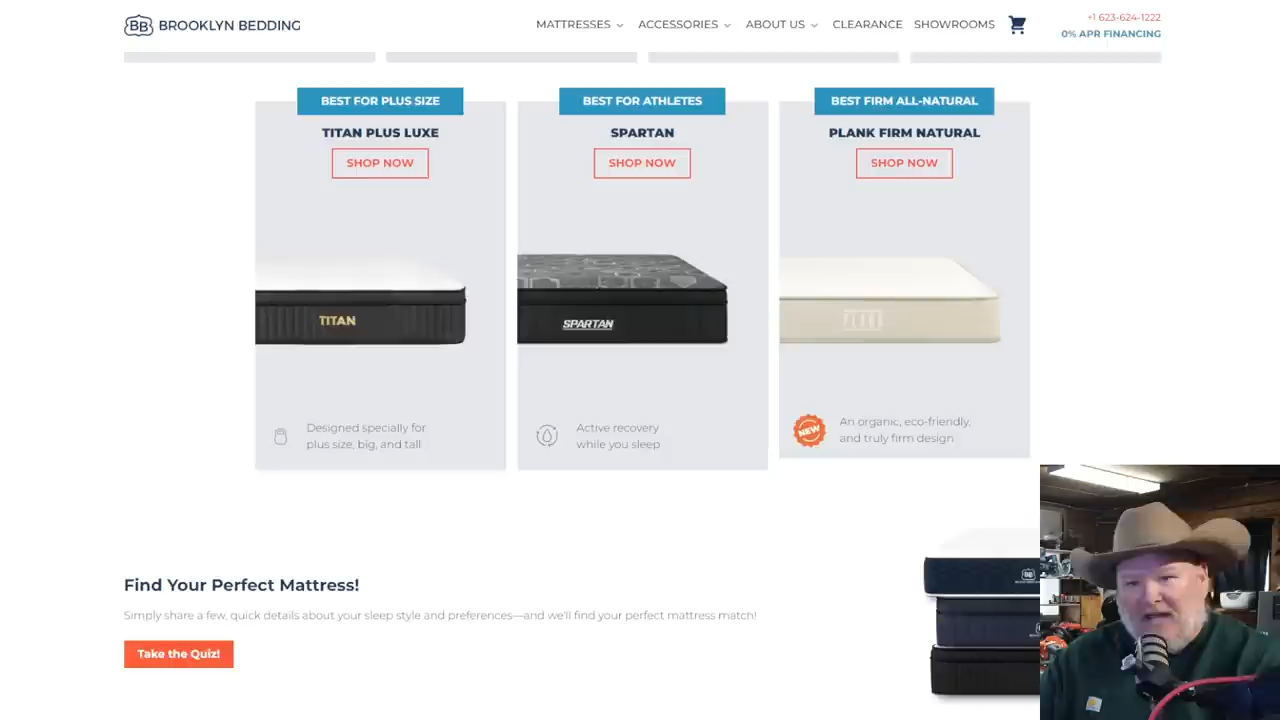 BB BROOKLYN BEDDING
MATTRESSES ACCESSORIES ABOUT US CLEARANCE SHOWROOMS
+1 623-624-1222
0% APR FINANCING
BEST FOR PLUS SIZE
TITAN PLUS LUXE
SHOP NOW
TITAN
Designed specially for
plus size, big, and tall
BEST FOR ATHLETES
SPARTAN
SHOP NOW
SPARTAN
Active recovery
while you sleep
BEST FIRM ALL-NATURAL
PLANK FIRM NATURAL
SHOP NOW
PLANK
NEW
An organic, eco-friendly,
and truly firm design
Find Your Perfect Mattress!
Simply share a few, quick details about your sleep style and preferences—and we'll find your perfect mattress match!
Take the Quiz!
BB